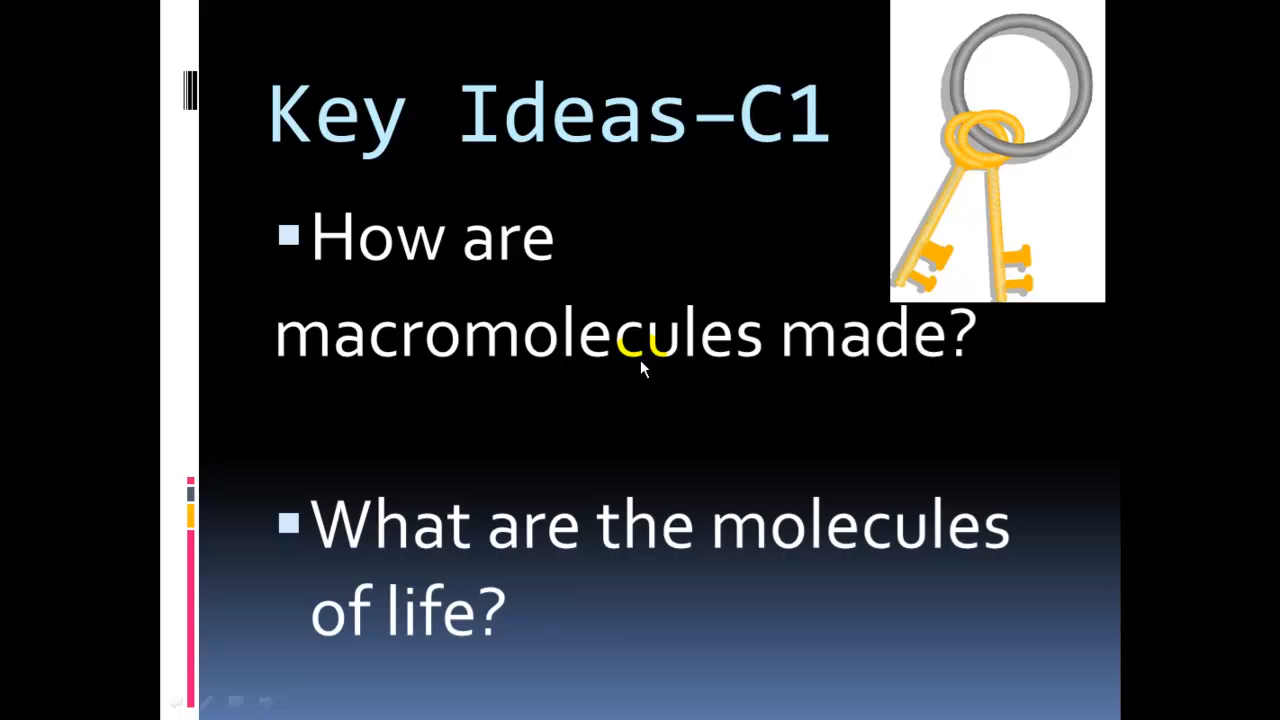 Key Ideas–C1
How are
macromolecules made?
What are the molecules
of life?